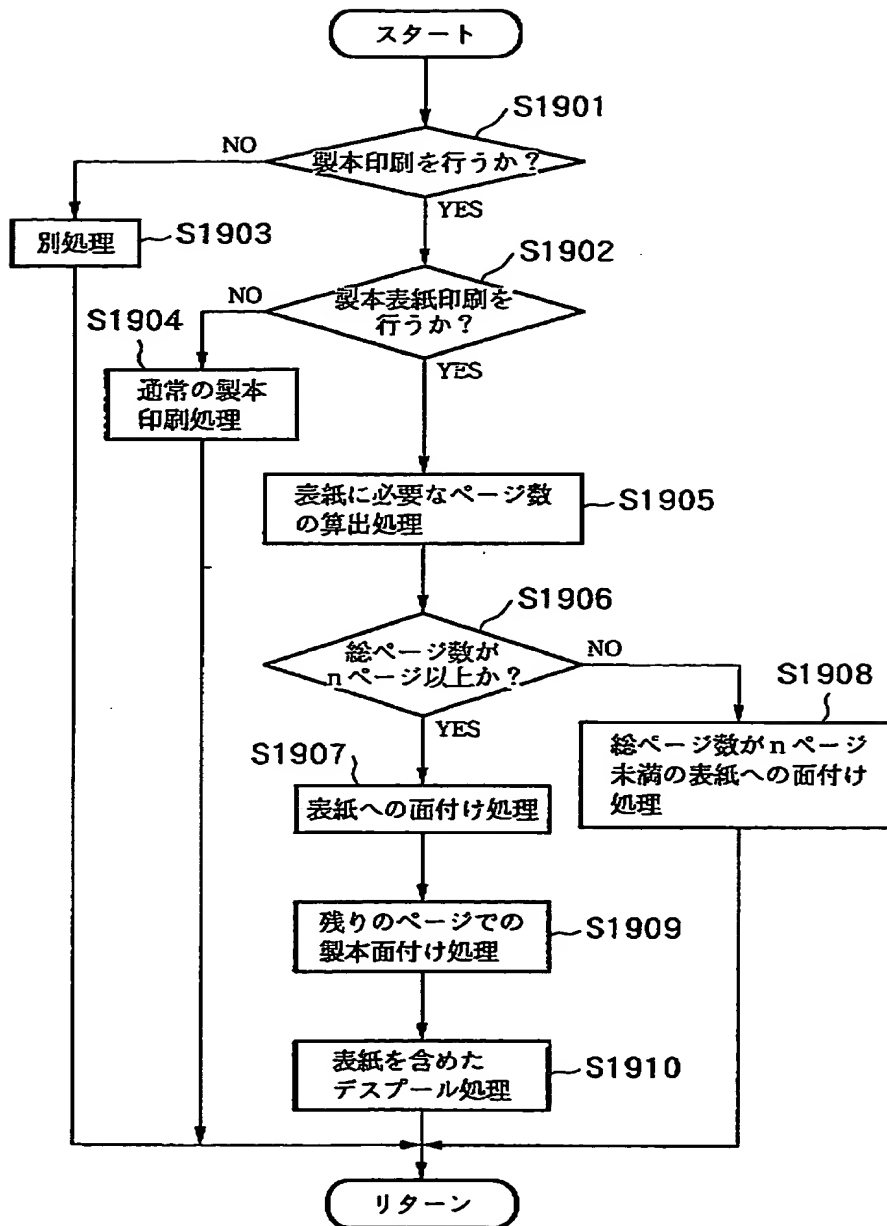 スタート
S1901
NO
製本印刷を行うか？
YES
別処理
S1903
S1902
NO
製本表紙印刷を
行うか？
S1904
YES
通常の製本
印刷処理
表紙に必要なページ数
の算出処理
S1905
S1906
総ページ数が
nページ以上か？
NO
S1908
YES
S1907
総ページ数がnページ
未満の表紙への面付け
処理
表紙への面付け処理
残りのページでの
製本面付け処理
S1909
表紙を含めた
デスプール処理
S1910
リターン